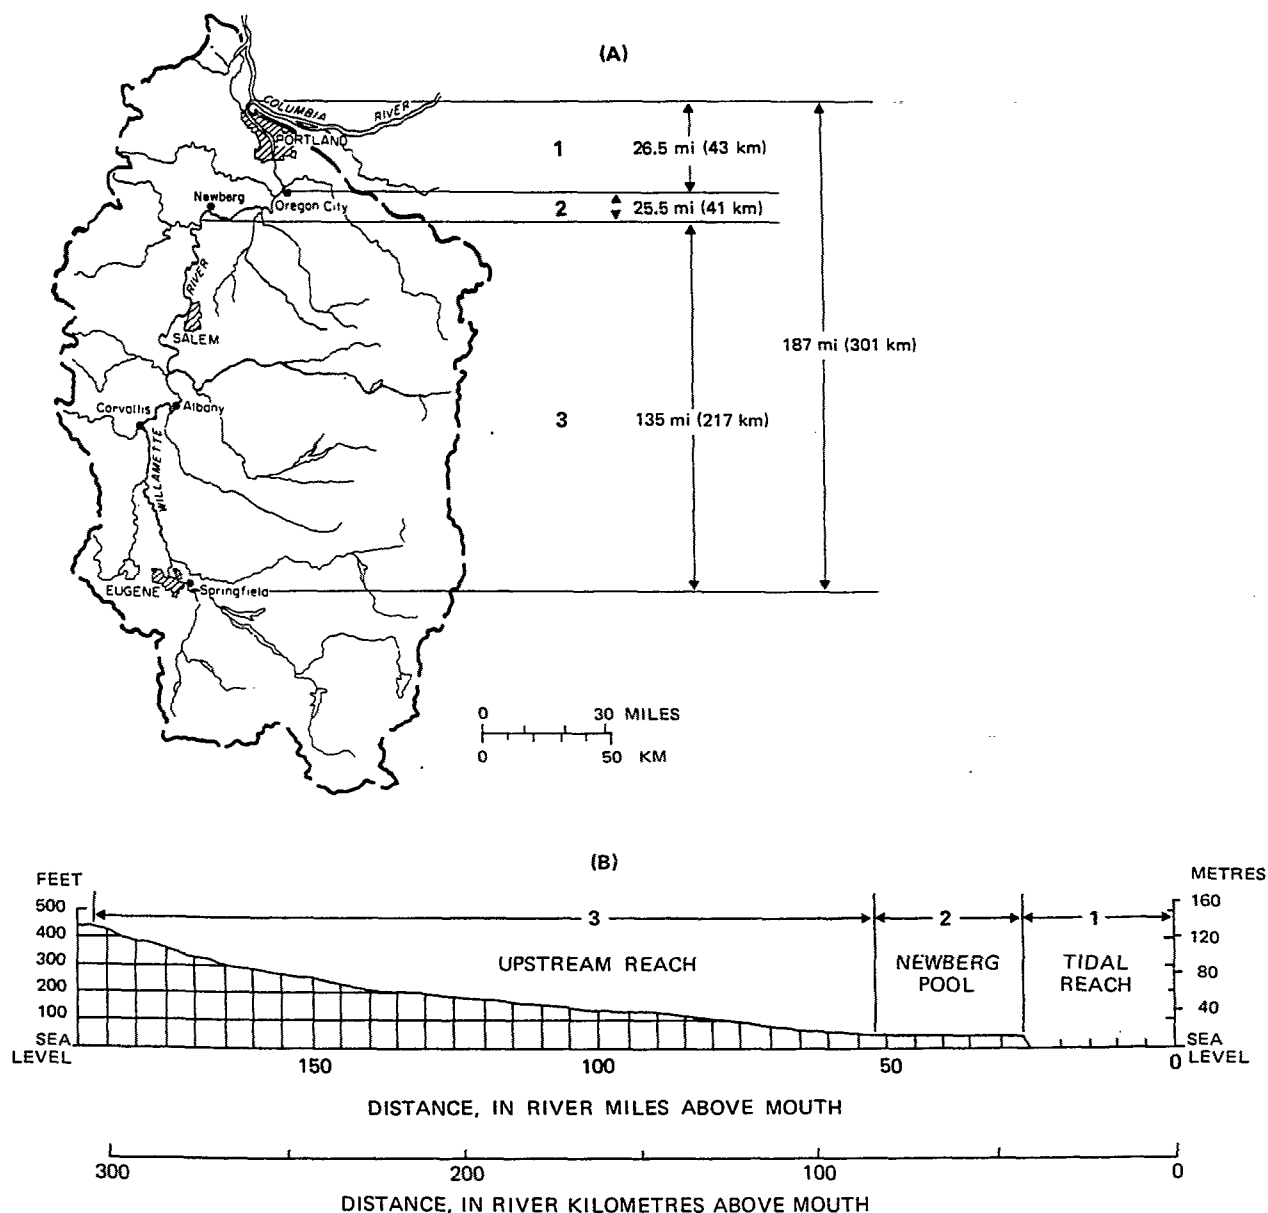 (A)
COLUMBIA RIVER
PORTLAND
1
26.5 mi (43 km)
Newberg
Oregon City
2
25.5 mi (41 km)
RIVER
SALEM
187 mi (301 km)
Corvallis
Albany
3
135 mi (217 km)
WILLAMETTE
EUGENE
Springfield
0 30 MILES
0 50 KM
(B)
FEET
METRES
500
400
300
200
100
SEA LEVEL
3
2
1
UPSTREAM REACH
NEWBERG POOL
TIDAL REACH
160
120
80
40
SEA LEVEL
150 100 50 0
DISTANCE, IN RIVER MILES ABOVE MOUTH
300 200 100 0
DISTANCE, IN RIVER KILOMETRES ABOVE MOUTH